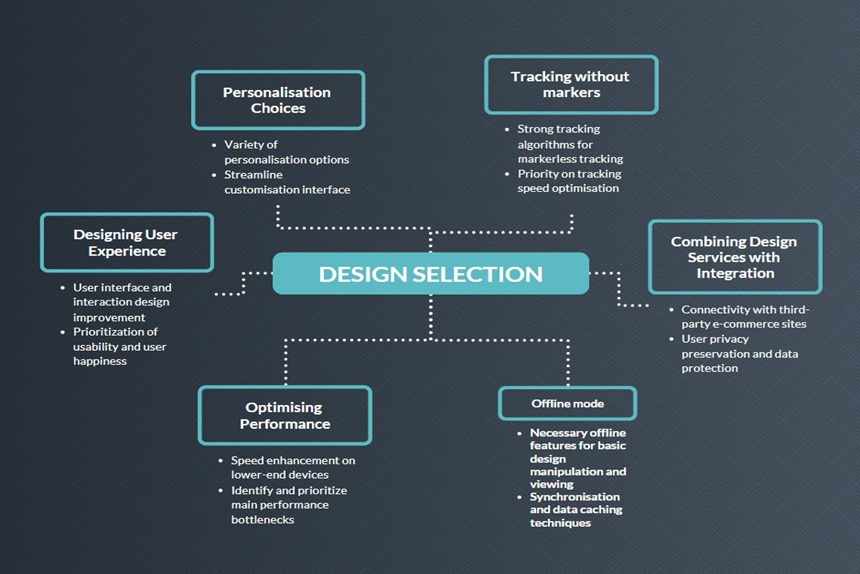 Personalisation
Choices
• Variety of
personalisation options
• Streamline
customisation interface
Tracking without
markers
• Strong tracking
algorithms for
markerless tracking
• Priority on tracking
speed optimisation
Designing User
Experience
• User interface and
interaction design
improvement
• Prioritization of
usability and user
happiness
DESIGN SELECTION
Combining Design
Services with
Integration
• Connectivity with third-
party e-commerce sites
• User privacy
preservation and data
protection
Optimising
Performance
• Speed enhancement on
lower-end devices
• Identify and prioritize
main performance
bottlenecks
Offline mode
• Necessary offline
features for basic
design
manipulation and
viewing
• Synchronisation
and data caching
techniques